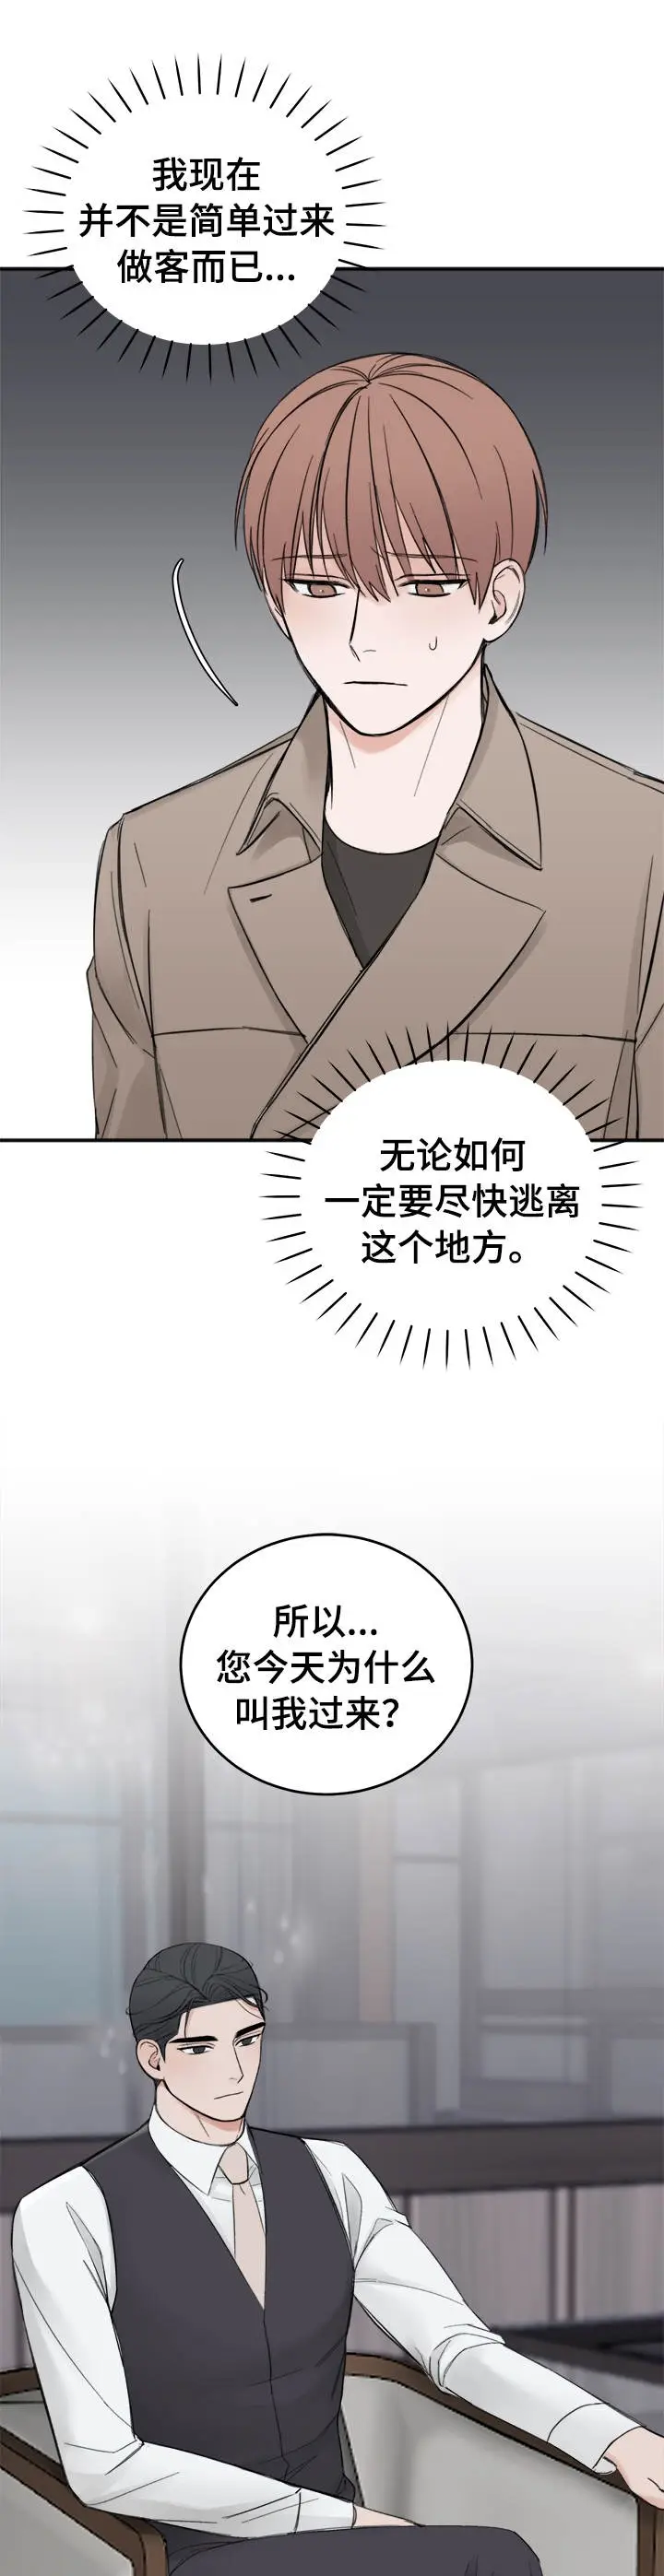 我现在
并不是简单过来
做客而已...
无论如何
一定要尽快逃离
这个地方。
所以...
您今天为什么
叫我过来？